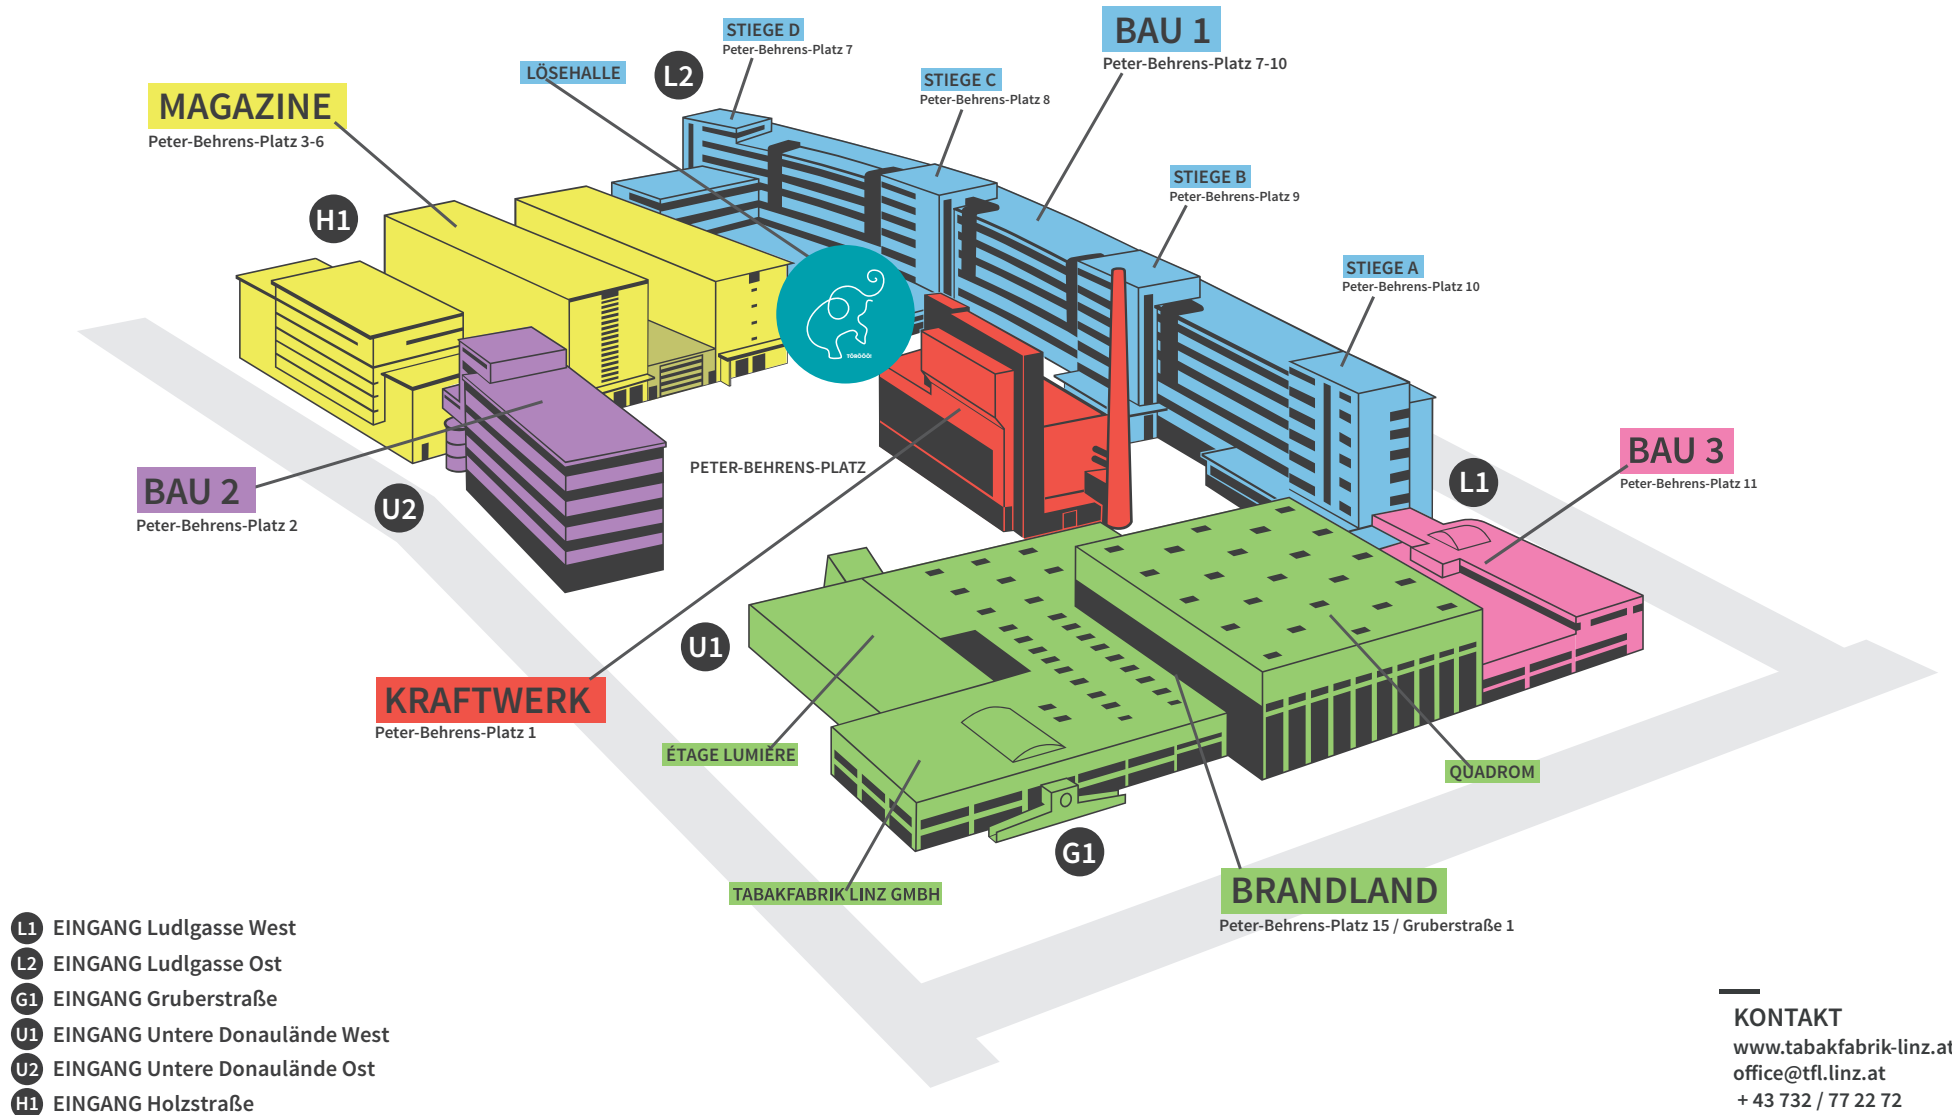 STIEGE D
Peter-Behrens-Platz 7
BAU 1
Peter-Behrens-Platz 7-10
LÖSEHALLE
L2
STIEGE C
Peter-Behrens-Platz 8
MAGAZINE
Peter-Behrens-Platz 3-6
STIEGE B
Peter-Behrens-Platz 9
H1
STIEGE A
Peter-Behrens-Platz 10
TÖRÖÖÖ!
BAU 3
Peter-Behrens-Platz 11
PETER-BEHRENS-PLATZ
L1
BAU 2
Peter-Behrens-Platz 2
U2
U1
KRAFTWERK
Peter-Behrens-Platz 1
ÉTAGE LUMIÈRE
QUADROM
G1
TABAKFABRIK LINZ GMBH
BRANDLAND
Peter-Behrens-Platz 15 / Gruberstraße 1
L1 EINGANG Ludlgasse West
L2 EINGANG Ludlgasse Ost
G1 EINGANG Gruberstraße
U1 EINGANG Untere Donaulände West
U2 EINGANG Untere Donaulände Ost
H1 EINGANG Holzstraße
KONTAKT
www.tabakfabrik-linz.at
office@tfl.linz.at
+ 43 732 / 77 22 72